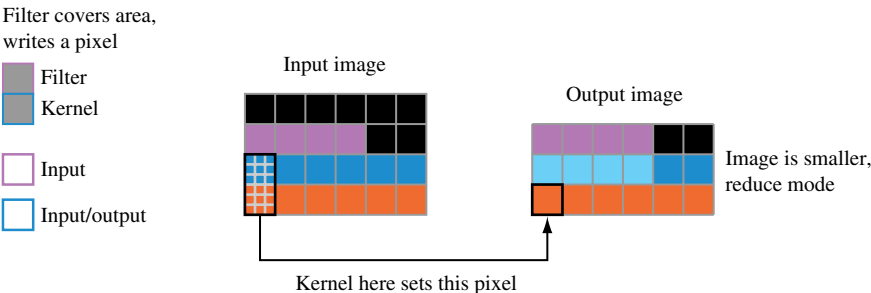 Filter covers area,
writes a pixel
Filter
Kernel
Input
Input/output
Input image
Output image
Image is smaller,
reduce mode
Kernel here sets this pixel